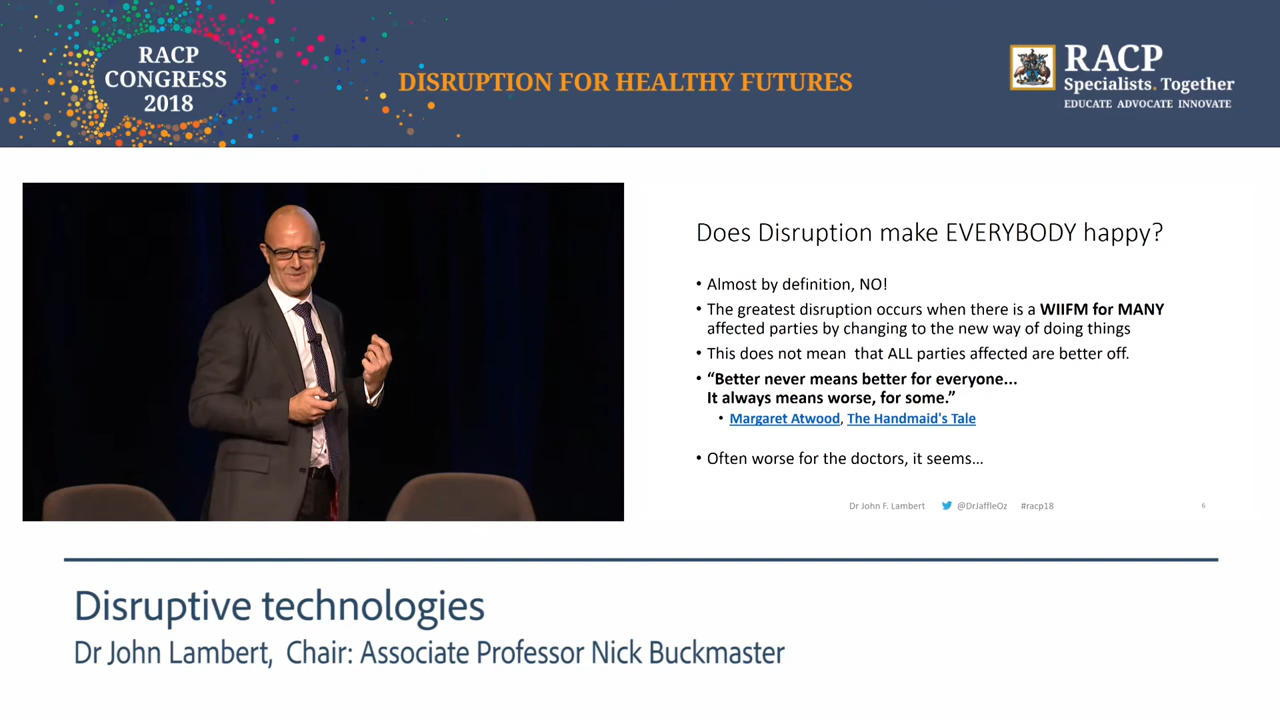 RACP
CONGRESS
2018
DISRUPTION FOR HEALTHY FUTURES
RACP
Specialists. Together
EDUCATE ADVOCATE INNOVATE
Does Disruption make EVERYBODY happy?
• Almost by definition, NO!
• The greatest disruption occurs when there is a WIIFM for MANY
affected parties by changing to the new way of doing things
• This does not mean that ALL parties affected are better off.
• “Better never means better for everyone...
It always means worse, for some.”
• Margaret Atwood, The Handmaid's Tale
• Often worse for the doctors, it seems...
Dr John F. Lambert @DrJaffleOz #racp18 6
Disruptive technologies
Dr John Lambert, Chair: Associate Professor Nick Buckmaster